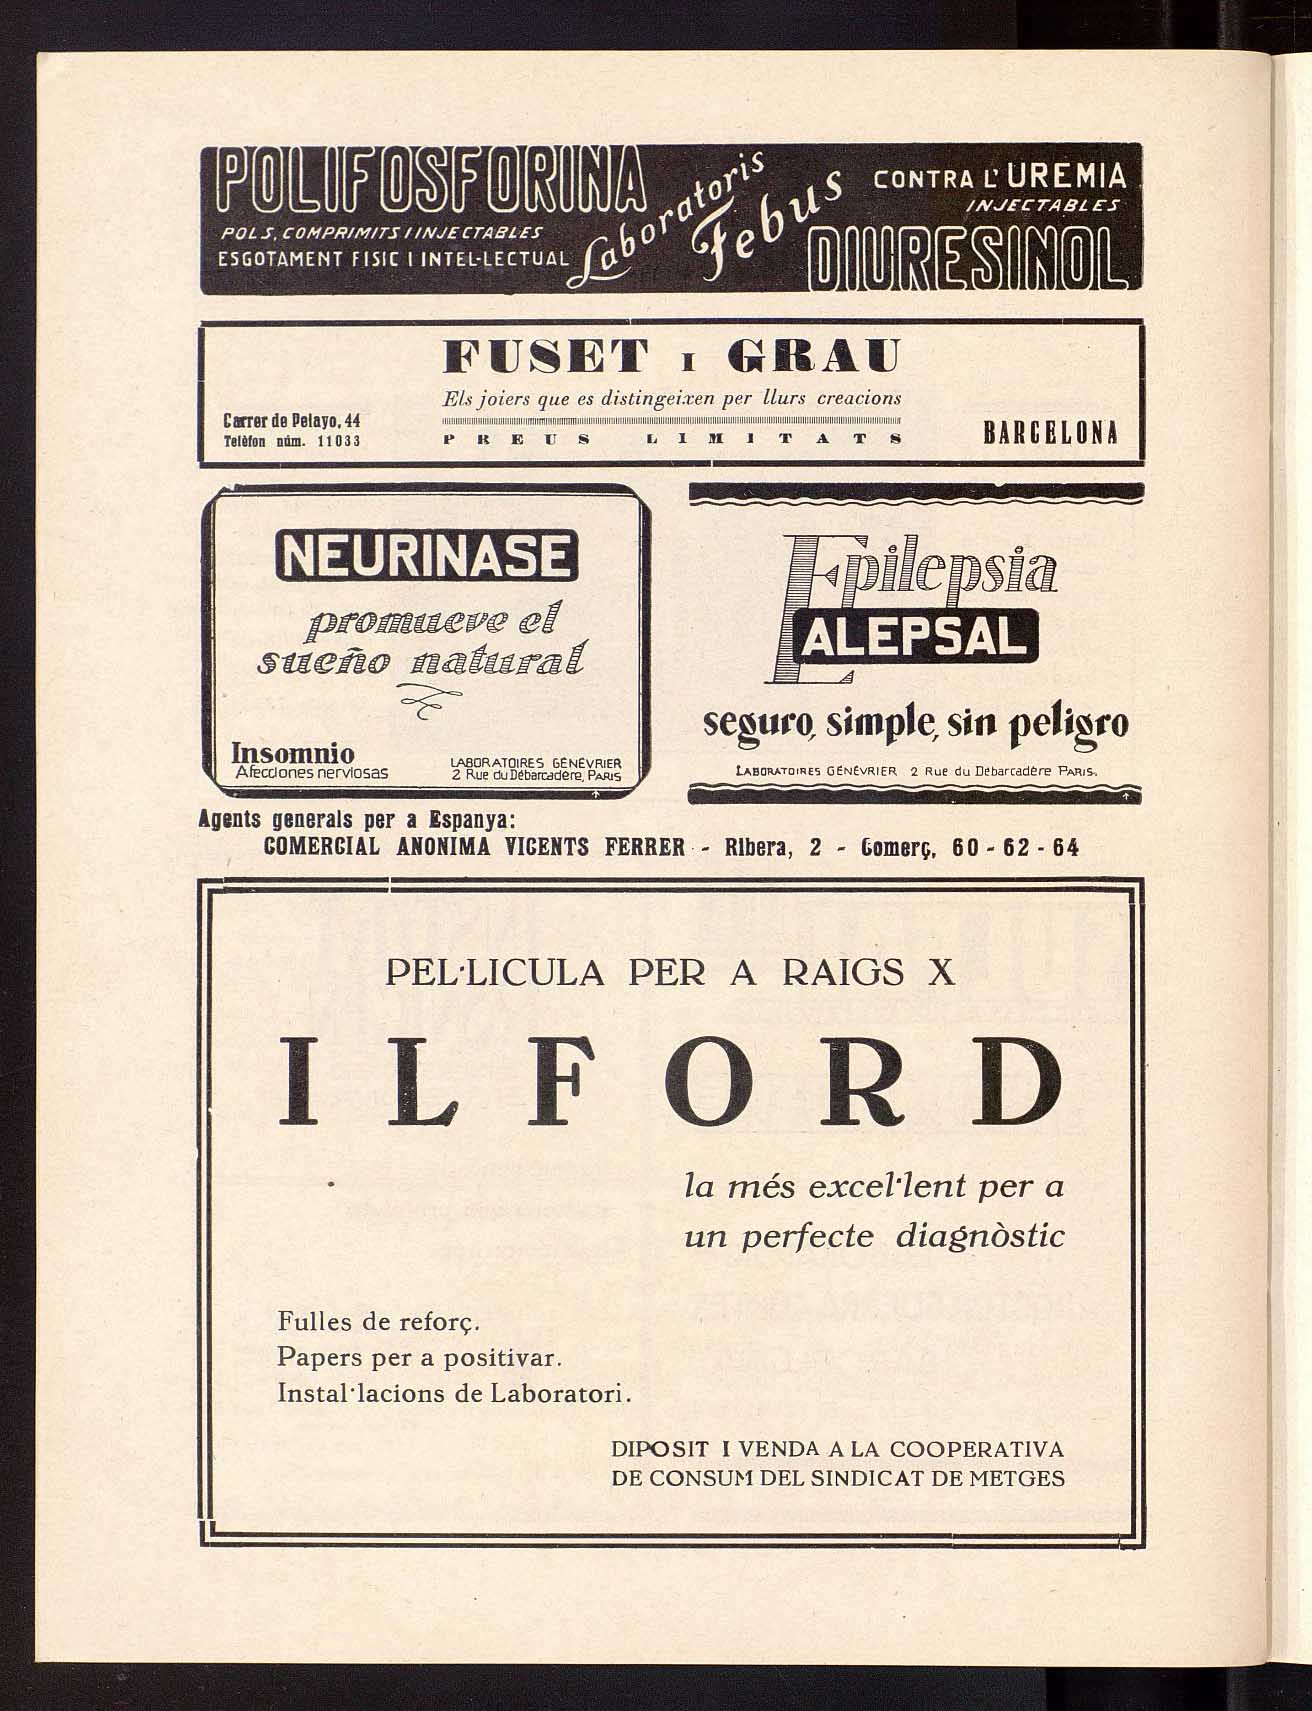 POLIFOSFORINA
POLS, COMPRIMITS I INJECTABLES
ESGOTAMENT FISIC I INTEL-LECTUAL
Laboratoris
Febus
CONTRA L'UREMIA
INJECTABLES
DIURESINOL
FUSET I GRAU
Els joiers que es distingeixen per llurs creacions
Carrer de Pelayo, 44
Telèfon núm. 11033
PREUS LIMITATS
BARCELONA
NEURINASE
promueve el
sueño natural
Insomnio
Afecciones nerviosas
LABORATOIRES GÉNÉVRIER
2 Rue du Débarcadère, PARIS
Epilepsia
ALEPSAL
seguro, simple, sin peligro
LABORATOIRES GÉNÉVRIER 2 Rue du Débarcadère PARIS.
Agents generals per a Espanya:
COMERCIAL ANONIMA VICENTS FERRER - Ribera, 2 - Comerç, 60 - 62 - 64
PEL·LICULA PER A RAIGS X
ILFORD
la més excel·lent per a
un perfecte diagnòstic
Fulles de reforç.
Papers per a positivar.
Instal·lacions de Laboratori.
DIPOSIT I VENDA A LA COOPERATIVA
DE CONSUM DEL SINDICAT DE METGES